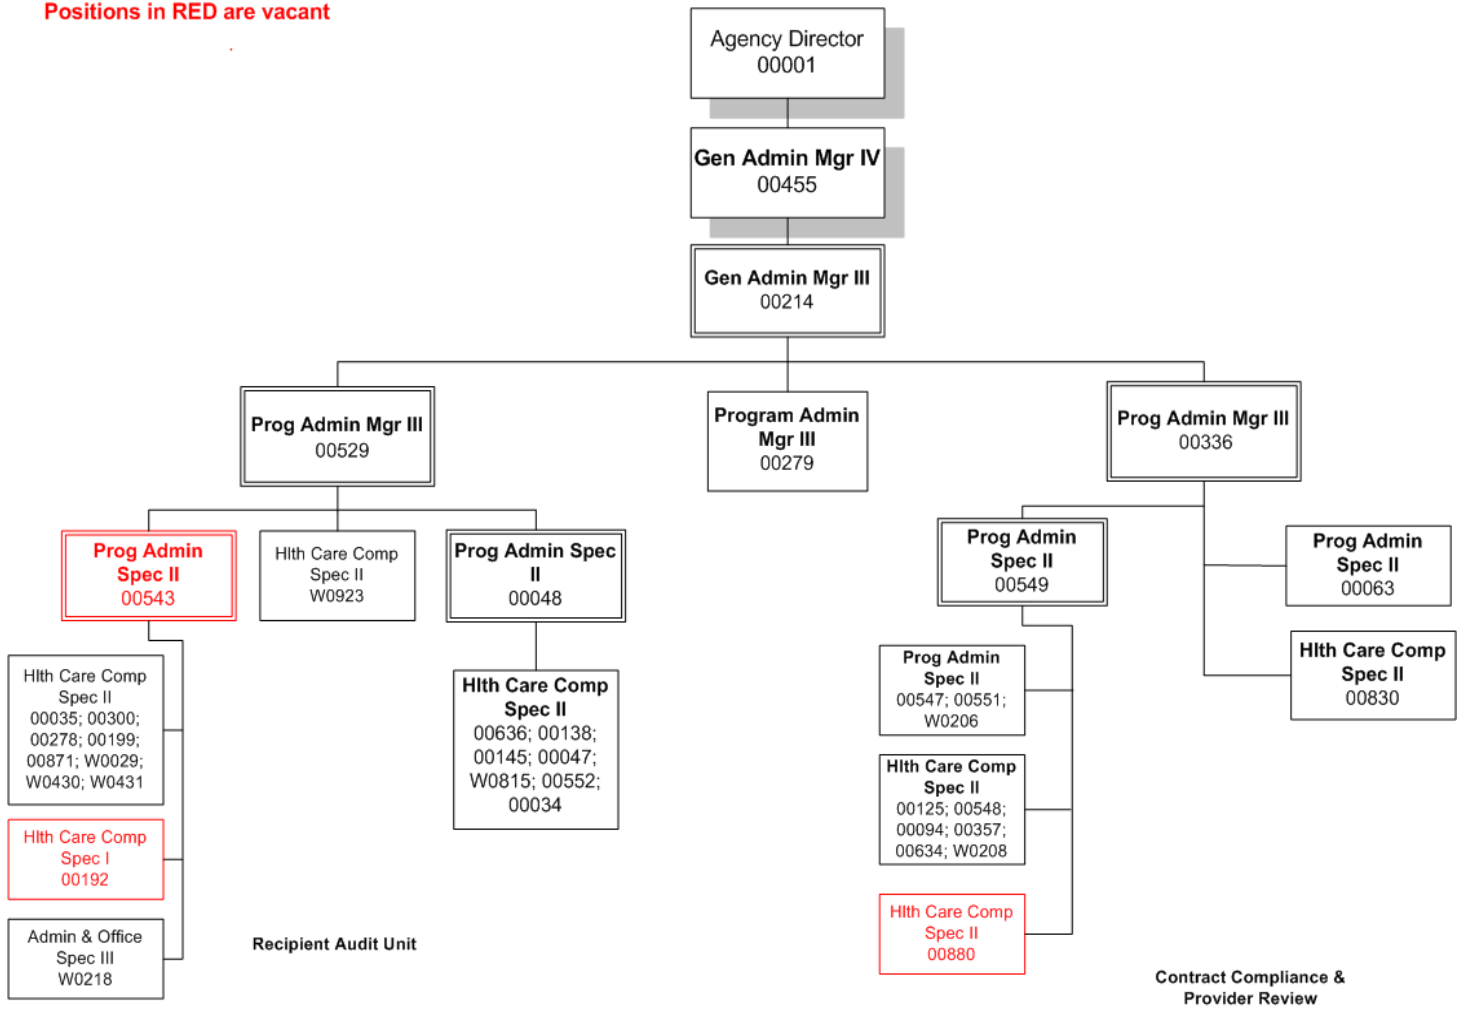 Positions in RED are vacant
Agency Director
00001
Gen Admin Mgr IV
00455
Gen Admin Mgr III
00214
Prog Admin Mgr III
00529
Program Admin
Mgr III
00279
Prog Admin Mgr III
00336
Prog Admin
Spec II
00543
Hlth Care Comp
Spec II
W0923
Prog Admin Spec
II
00048
Prog Admin
Spec II
00549
Prog Admin
Spec II
00063
Hlth Care Comp
Spec II
00035; 00300;
00278; 00199;
00871; W0029;
W0430; W0431
Hlth Care Comp
Spec I
00192
Admin & Office
Spec III
W0218
Hlth Care Comp
Spec II
00636; 00138;
00145; 00047;
W0815; 00552;
00034
Prog Admin
Spec II
00547; 00551;
W0206
Hlth Care Comp
Spec II
00125; 00548;
00094; 00357;
00634; W0208
Hlth Care Comp
Spec II
00880
Hlth Care Comp
Spec II
00830
Recipient Audit Unit
Contract Compliance &
Provider Review